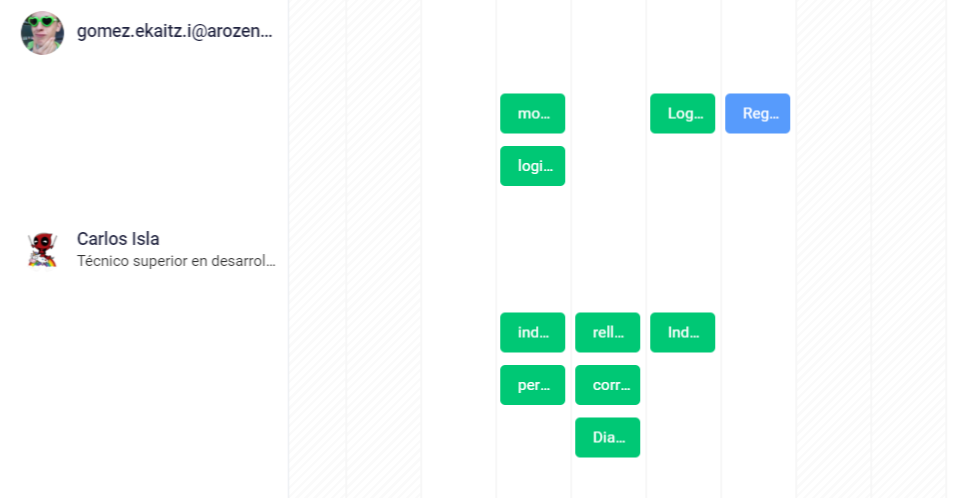 gomez.ekaitz.i@arozen...
mo... Log... Reg...
logi...
Carlos Isla
Técnico superior en desarrol...
ind... rell... Ind...
per... corr...
Dia...